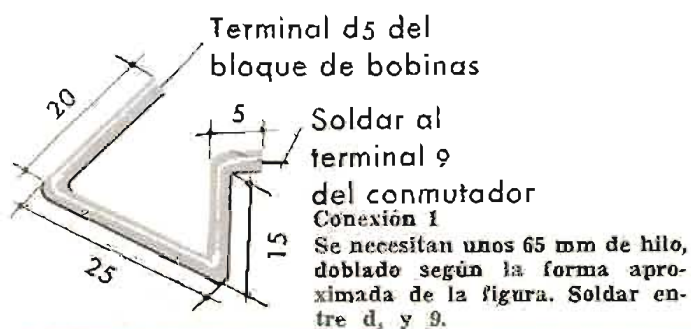 Terminal d5 del
bloque de bobinas
20
5
Soldar al
terminal 9
del conmutador
Conexión 1
Se necesitan unos 65 mm de hilo,
doblado según la forma apro-
ximada de la figura. Soldar en-
tre d, y 9.
15
25